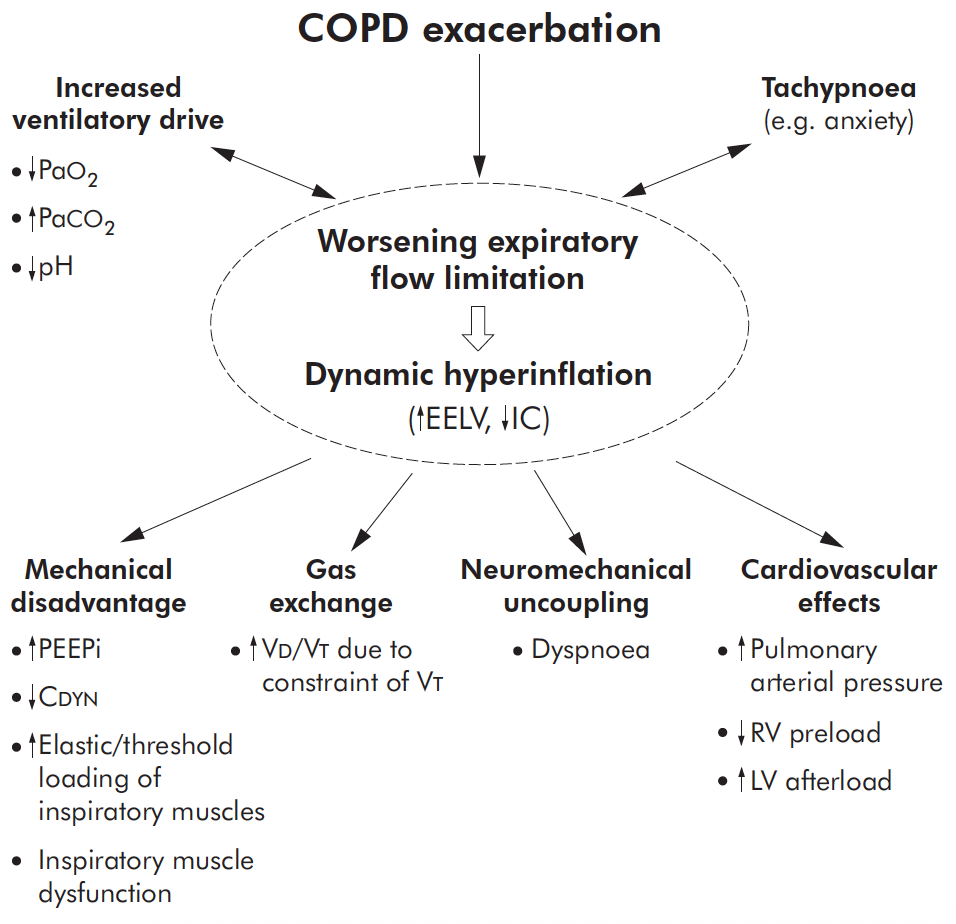 COPD exacerbation
Increased
ventilatory drive
• ↓PaO₂
• ↑PaCO₂
• ↓pH
Tachypnoea
(e.g. anxiety)
Worsening expiratory
flow limitation
Dynamic hyperinflation
(↑EELV, ↓IC)
Mechanical
disadvantage
• ↑PEEPi
• ↓CDYN
• ↑Elastic/threshold
loading of
inspiratory muscles
• Inspiratory muscle
dysfunction
Gas
exchange
• ↑VD/VT due to
constraint of VT
Neuromechanical
uncoupling
• Dyspnoea
Cardiovascular
effects
• ↑Pulmonary
arterial pressure
• ↓RV preload
• ↑LV afterload